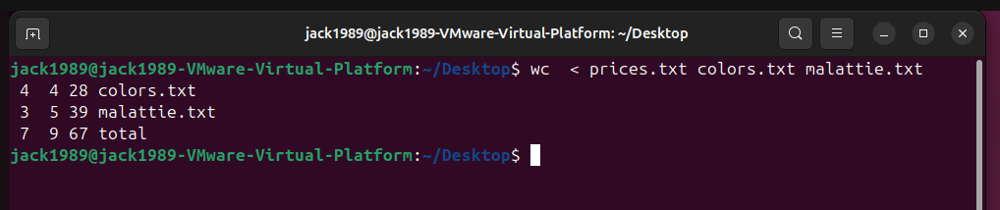 jack1989@jack1989-VMware-Virtual-Platform: ~/Desktop
jack1989@jack1989-VMware-Virtual-Platform:~/Desktop$ wc  < prices.txt colors.txt malattie.txt
 4  4 28 colors.txt
 3  5 39 malattie.txt
 7  9 67 total
jack1989@jack1989-VMware-Virtual-Platform:~/Desktop$